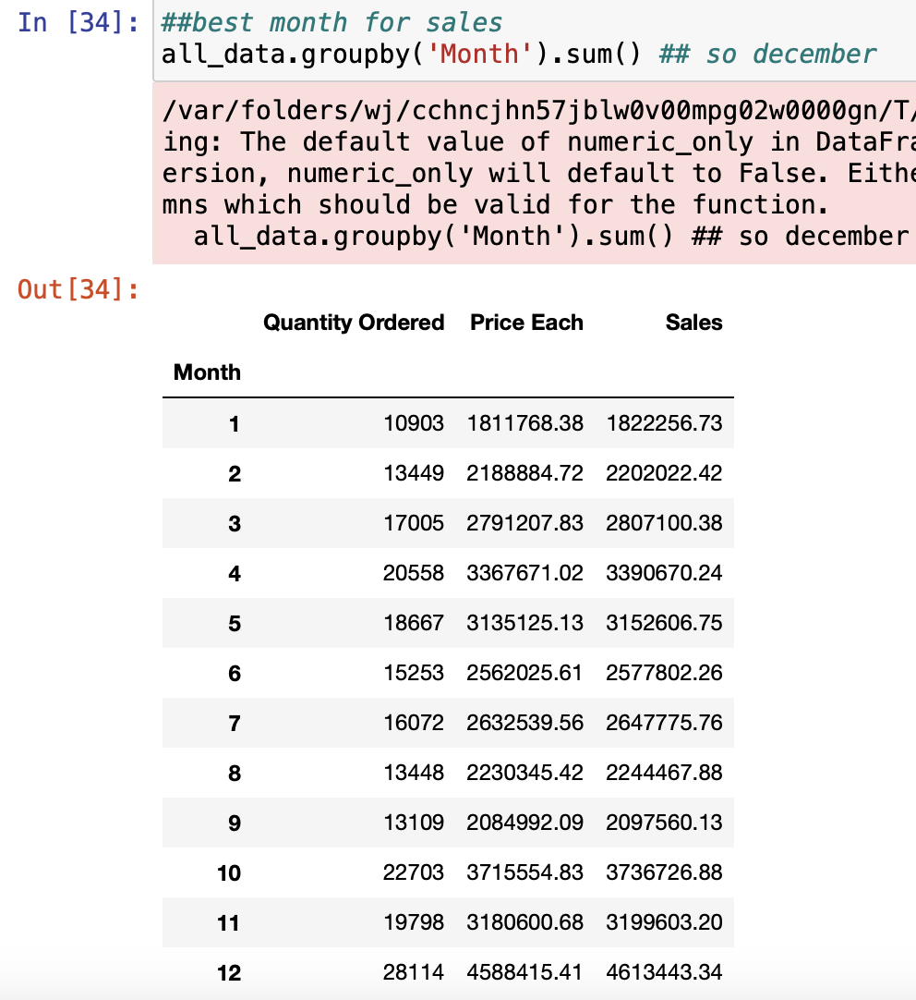 In [34]: ##best month for sales
all_data.groupby('Month').sum() ## so december
/var/folders/wj/cchncjhn57jblw0v00mpg02w0000gn/T/
ing: The default value of numeric_only in DataFra
ersion, numeric_only will default to False. Eithe
mns which should be valid for the function.
all_data.groupby('Month').sum() ## so december
Out[34]:
Quantity Ordered Price Each Sales
Month
1 10903 1811768.38 1822256.73
2 13449 2188884.72 2202022.42
3 17005 2791207.83 2807100.38
4 20558 3367671.02 3390670.24
5 18667 3135125.13 3152606.75
6 15253 2562025.61 2577802.26
7 16072 2632539.56 2647775.76
8 13448 2230345.42 2244467.88
9 13109 2084992.09 2097560.13
10 22703 3715554.83 3736726.88
11 19798 3180600.68 3199603.20
12 28114 4588415.41 4613443.34